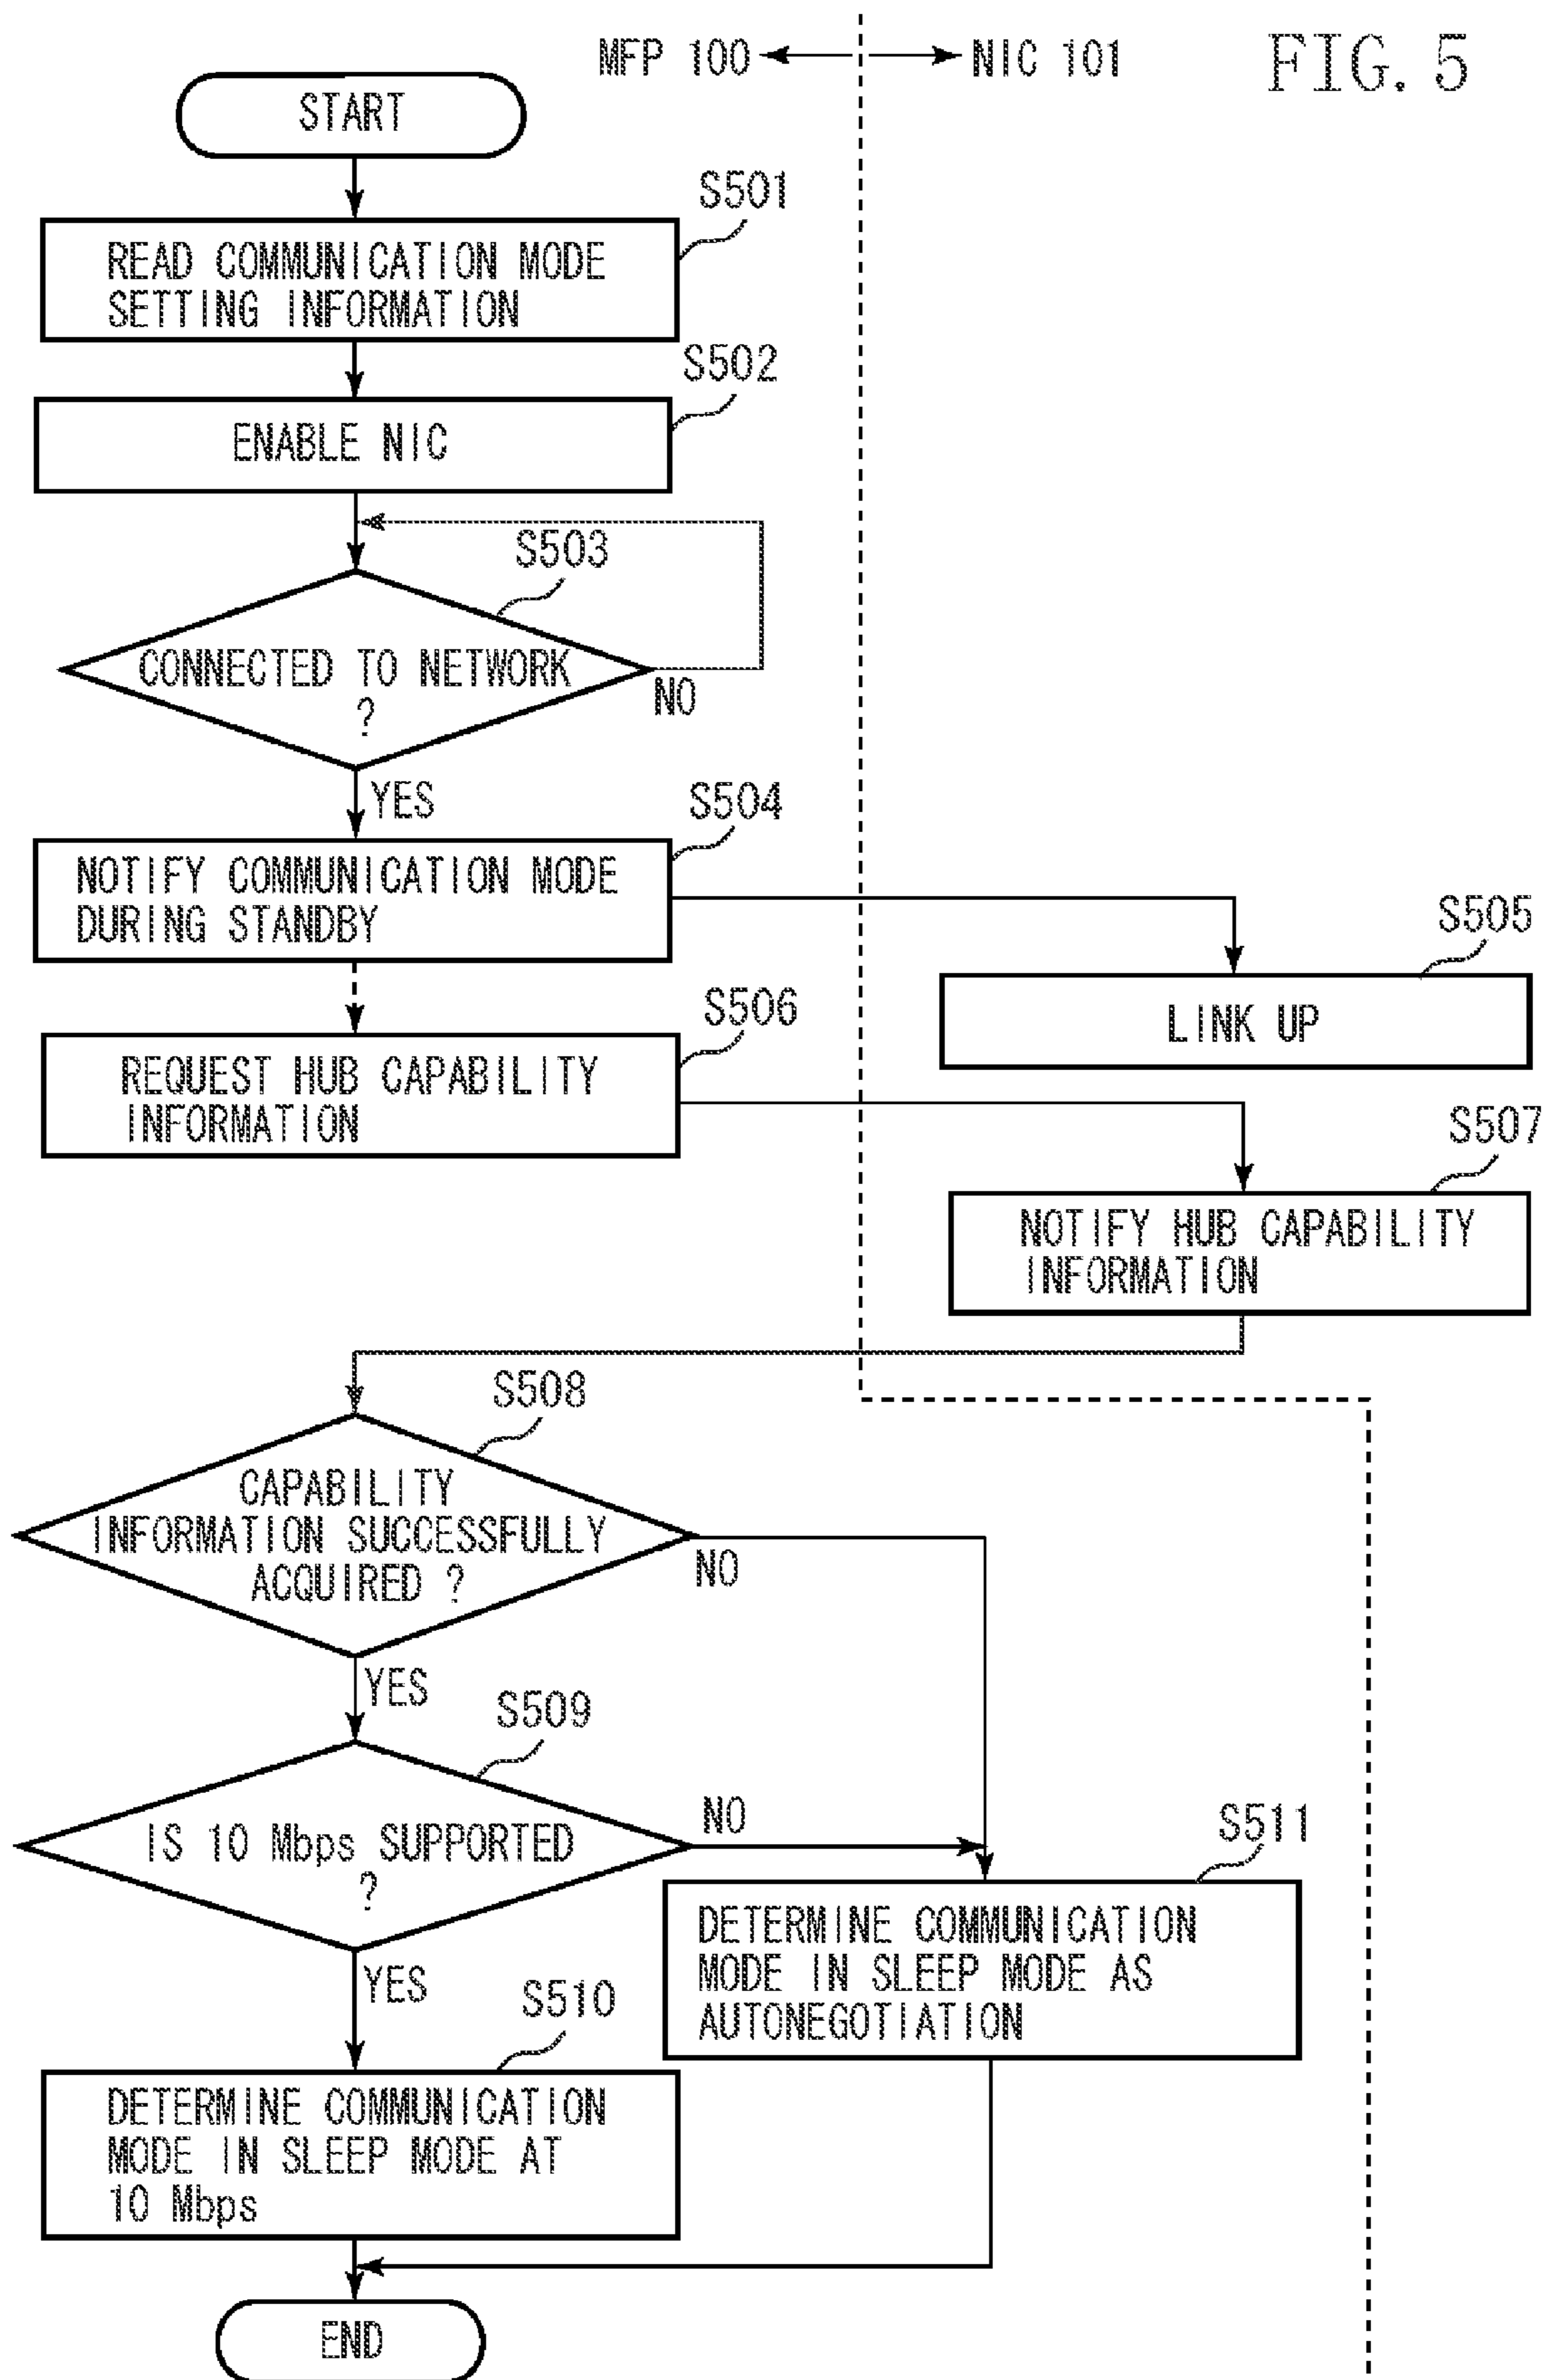 MFP 100
NIC 101
FIG. 5
START
S501
READ COMMUNICATION MODE
SETTING INFORMATION
S502
ENABLE NIC
S503
CONNECTED TO NETWORK
?
NO
YES
S504
NOTIFY COMMUNICATION MODE
DURING STANDBY
S505
LINK UP
S506
REQUEST HUB CAPABILITY
INFORMATION
S507
NOTIFY HUB CAPABILITY
INFORMATION
S508
CAPABILITY
INFORMATION SUCCESSFULLY
ACQUIRED ?
NO
YES
S509
IS 10 Mbps SUPPORTED
?
NO
YES
S511
DETERMINE COMMUNICATION
MODE IN SLEEP MODE AS
AUTONEGOTIATION
S510
DETERMINE COMMUNICATION
MODE IN SLEEP MODE AT
10 Mbps
END